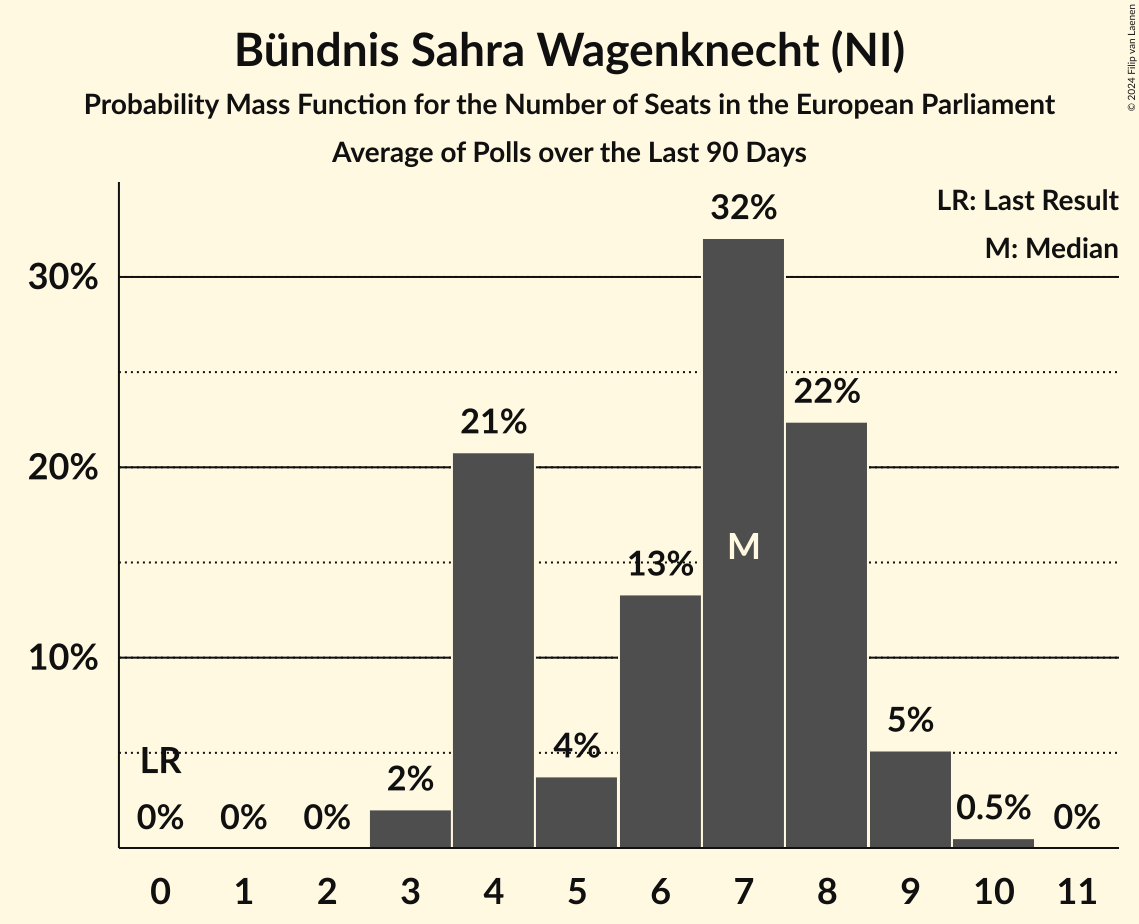 Bündnis Sahra Wagenknecht (NI)
Probability Mass Function for the Number of Seats in the European Parliament
Average of Polls over the Last 90 Days
© 2024 Filip van Laenen
LR: Last Result
M: Median
32%
30%
22%
21%
20%
M
13%
10%
5%
4%
LR
2%
0% 0% 0% 0.5% 0%
0 1 2 3 4 5 6 7 8 9 10 11